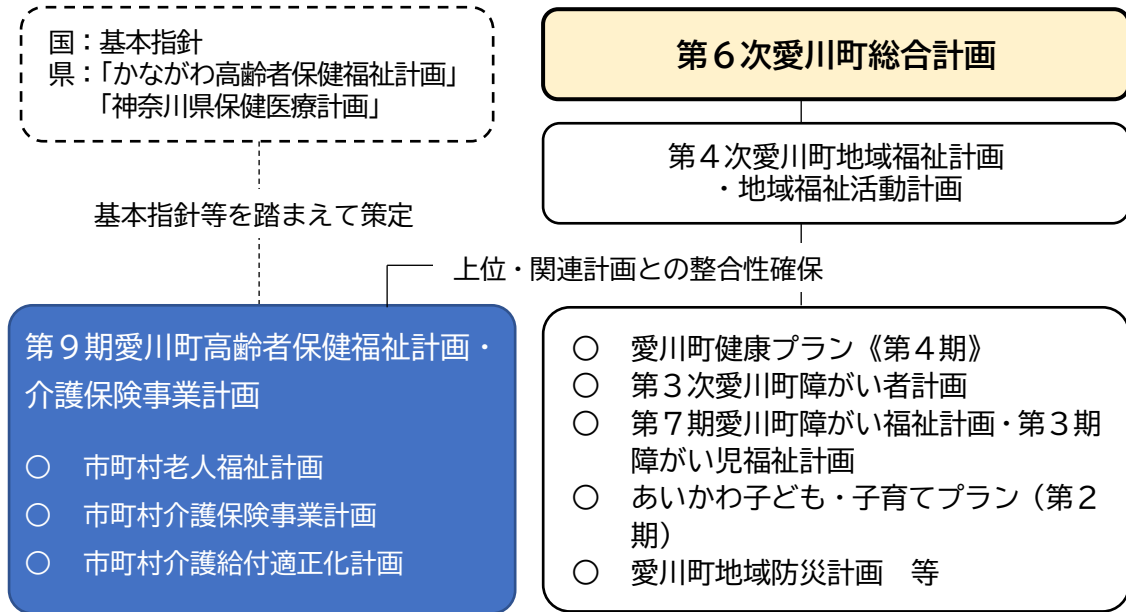 国：基本指針
県：「かながわ高齢者保健福祉計画」
「神奈川県保健医療計画」
第６次愛川町総合計画
第４次愛川町地域福祉計画
・地域福祉活動計画
基本指針等を踏まえて策定
上位・関連計画との整合性確保
第９期愛川町高齢者保健福祉計画・
介護保険事業計画
○　市町村老人福祉計画
○　市町村介護保険事業計画
○　市町村介護給付適正化計画
○　愛川町健康プラン《第４期》
○　第３次愛川町障がい者計画
○　第７期愛川町障がい福祉計画・第３期
障がい児福祉計画
○　あいかわ子ども・子育てプラン（第２
期）
○　愛川町地域防災計画　等